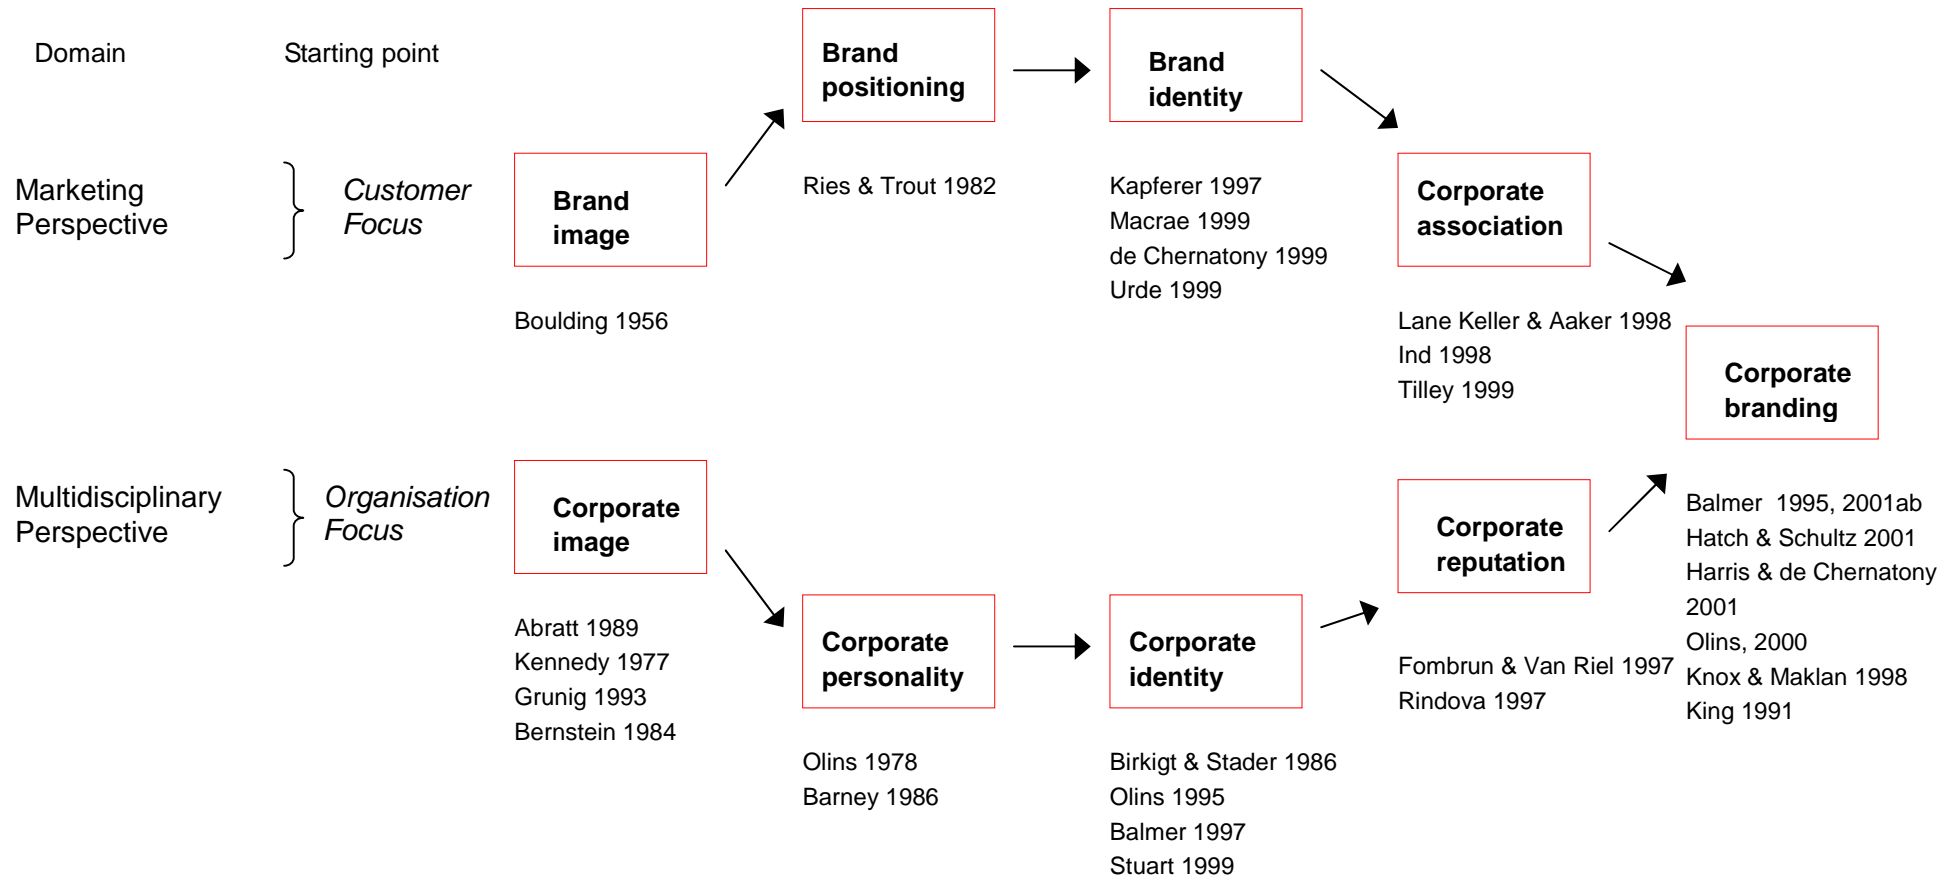 Domain
Starting point
Brand
positioning
Brand
identity
Marketing
Perspective
Customer
Focus
Brand
image
Ries & Trout 1982
Kapferer 1997
Macrae 1999
de Chernatony 1999
Urde 1999
Corporate
association
Boulding 1956
Lane Keller & Aaker 1998
Ind 1998
Tilley 1999
Corporate
branding
Multidisciplinary
Perspective
Organisation
Focus
Corporate
image
Corporate
reputation
Balmer 1995, 2001ab
Hatch & Schultz 2001
Harris & de Chernatony
2001
Olins, 2000
Knox & Maklan 1998
King 1991
Abratt 1989
Kennedy 1977
Grunig 1993
Bernstein 1984
Corporate
personality
Corporate
identity
Fombrun & Van Riel 1997
Rindova 1997
Olins 1978
Barney 1986
Birkigt & Stader 1986
Olins 1995
Balmer 1997
Stuart 1999